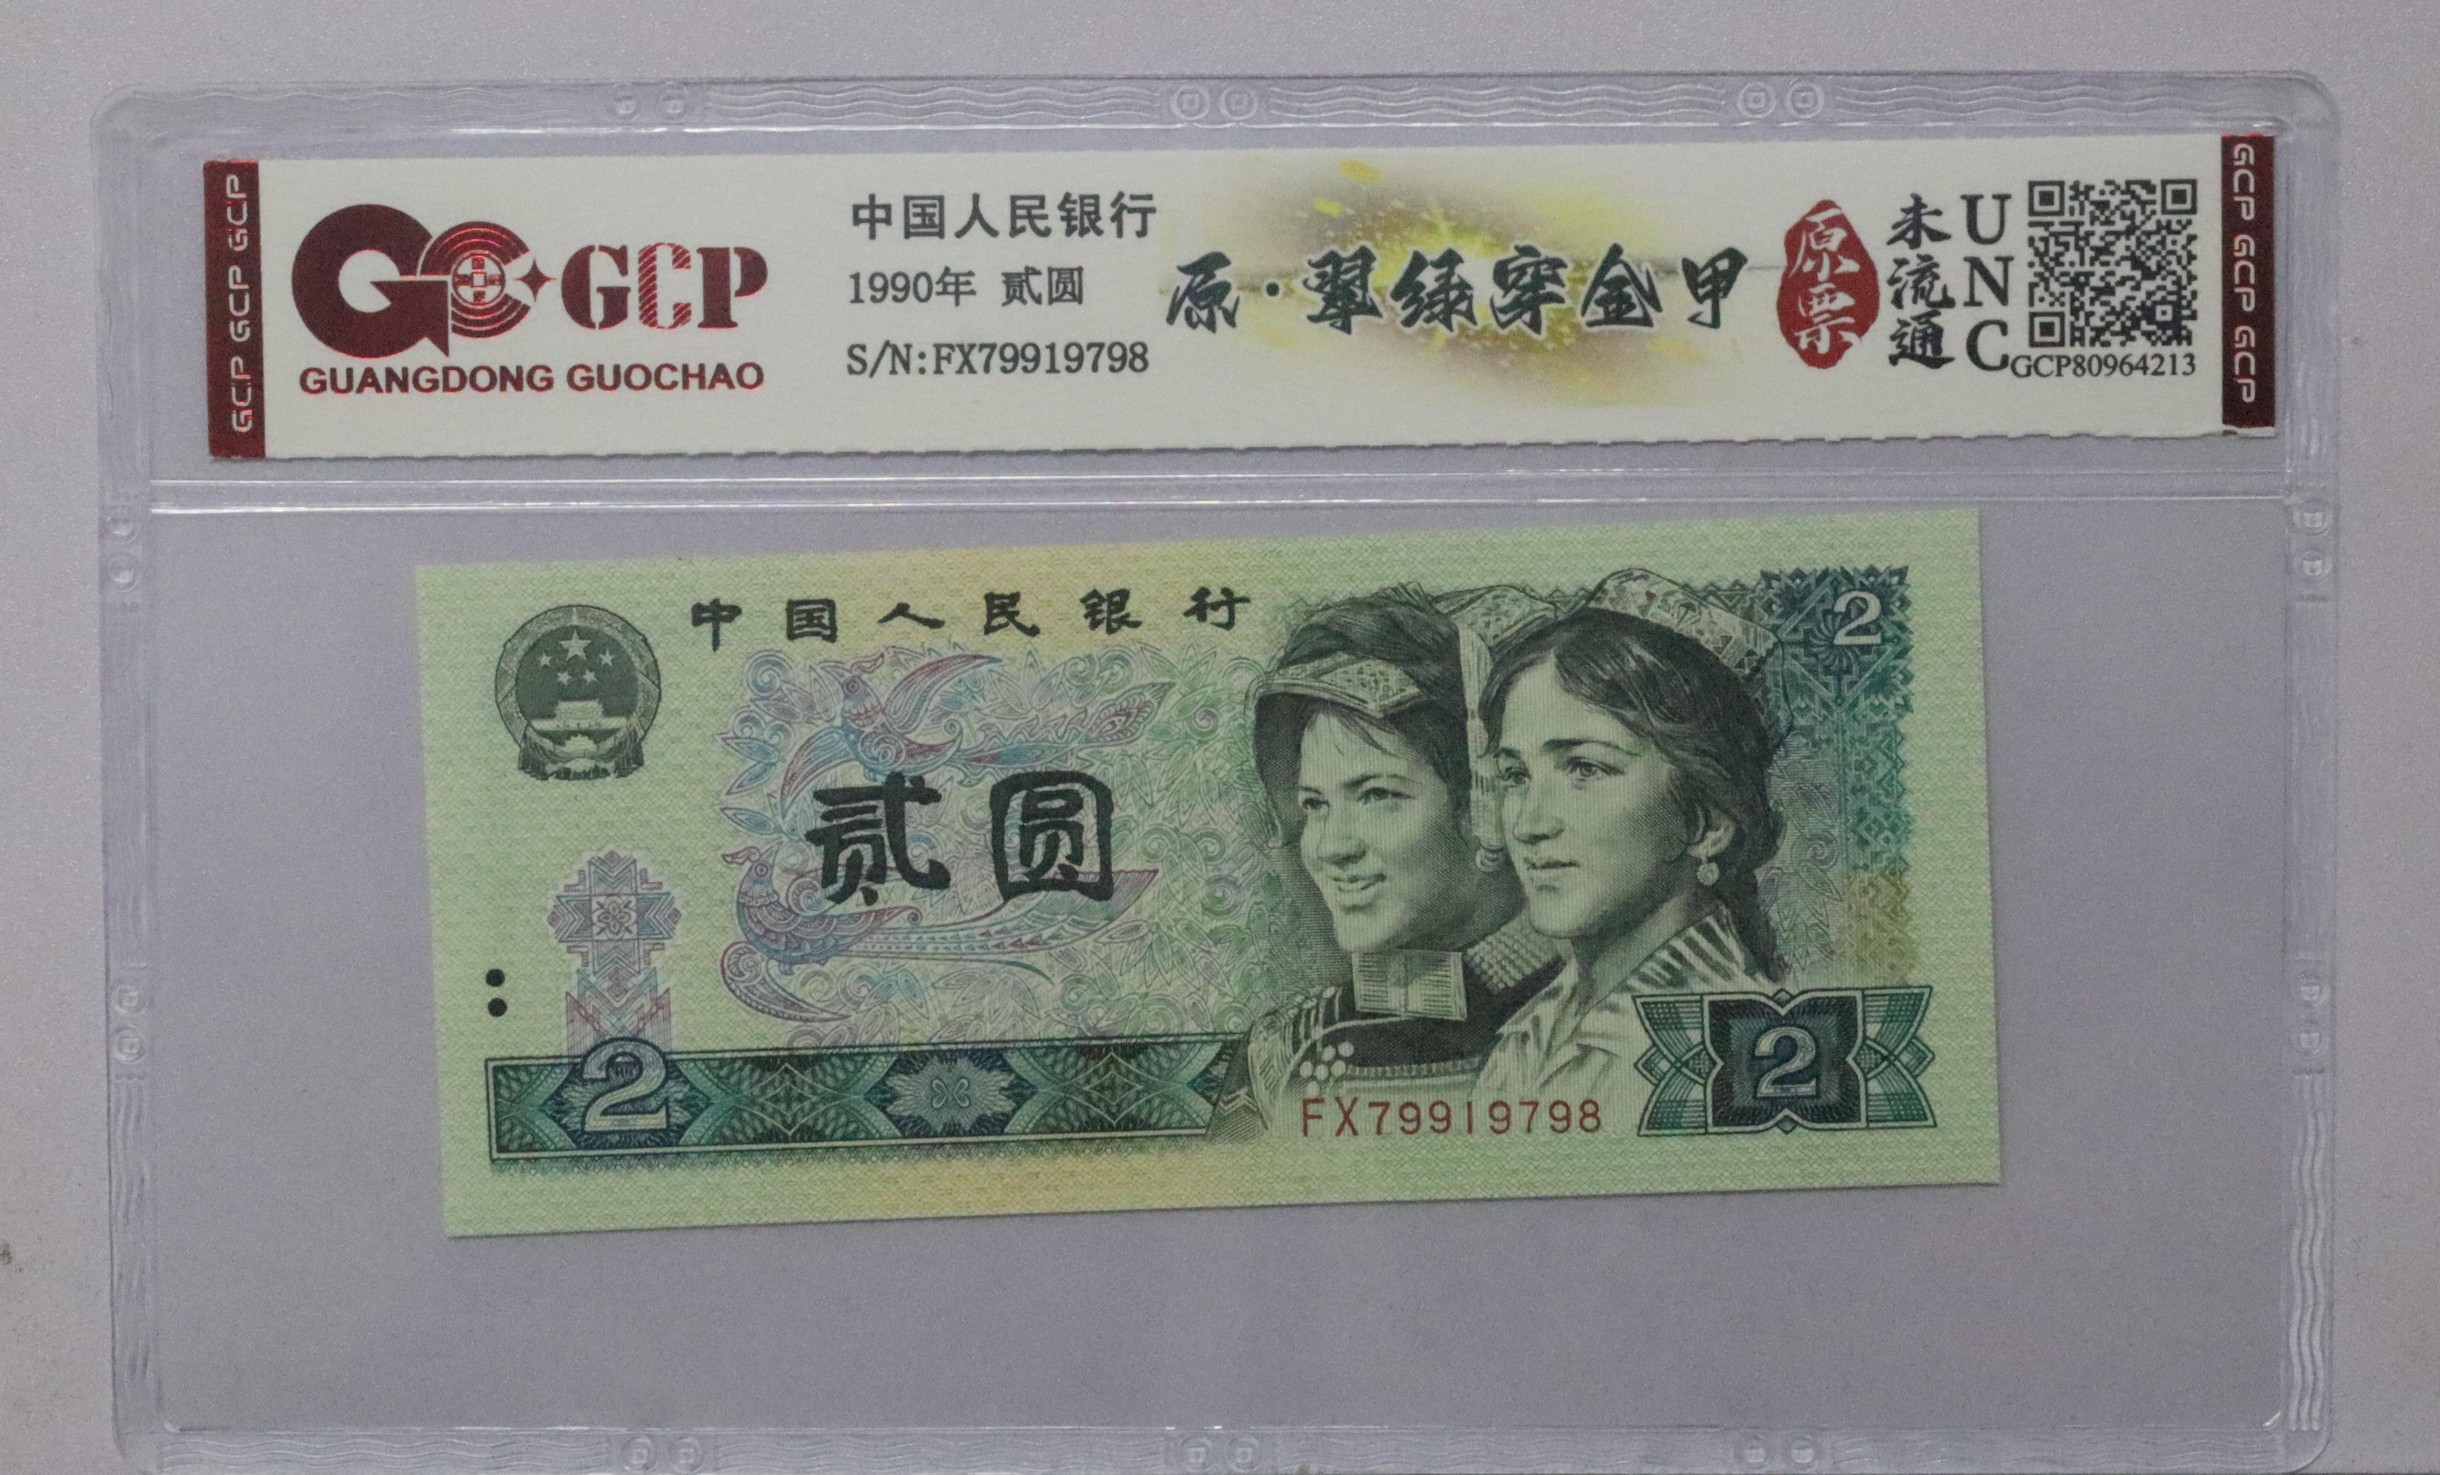 GCP GCP GCP GCP
GCP
GUANGDONG GUOCHAO
中国人民银行
1990年 贰圆
S/N:FX79919798
原·翠绿穿金甲
原票
未流通
UNC
GCP80964213
GCP GCP GCP GCP
中国人民银行
2
贰圆
2
FX79919798
2